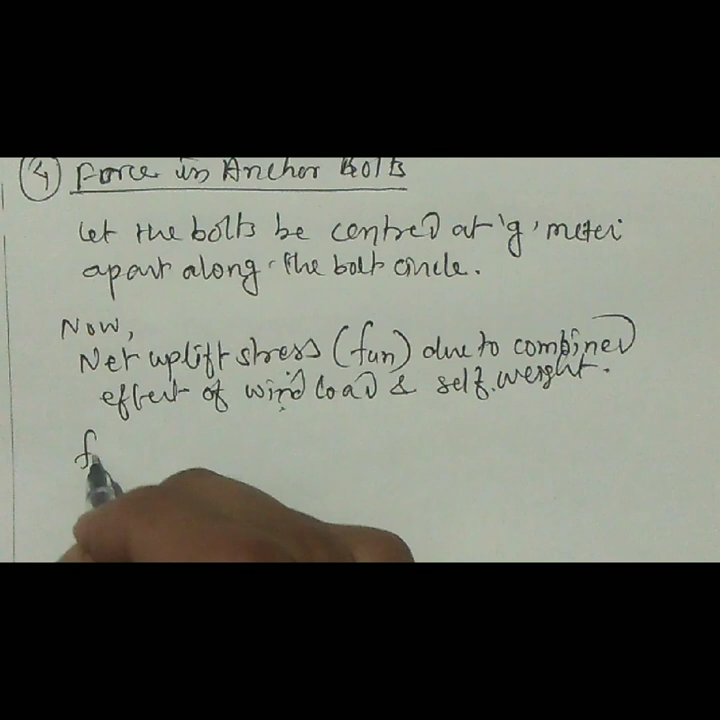 ④ Force in Anchor Bolts
Let the bolts be centred at 'g' meter
apart along the bolt circle.
Now,
Net uplift stress (fun) due to combined
effect of wind load & self. weight.
f